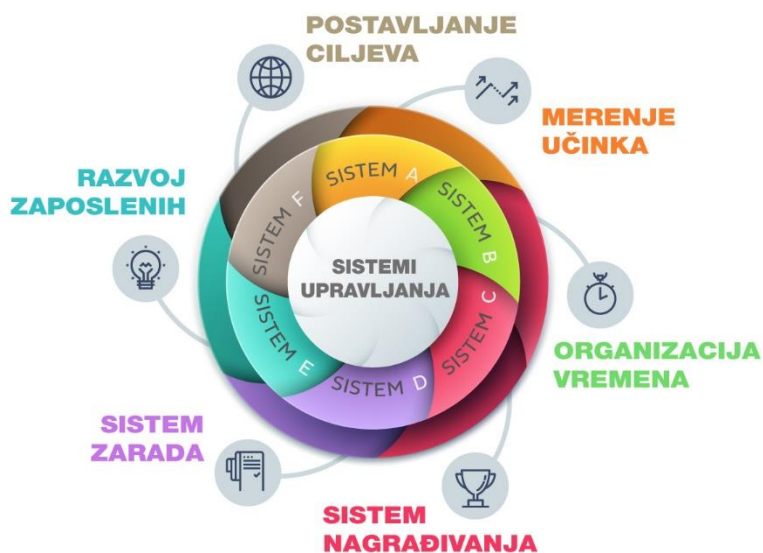 POSTAVLJANJE
CILJEVA
MERENJE
UČINKA
RAZVOJ
ZAPOSLENIH
SISTEM A
SISTEM B
SISTEM C
SISTEM D
SISTEM E
SISTEM F
SISTEMI
UPRAVLJANJA
ORGANIZACIJA
VREMENA
SISTEM
ZARADA
SISTEM
NAGRAĐIVANJA